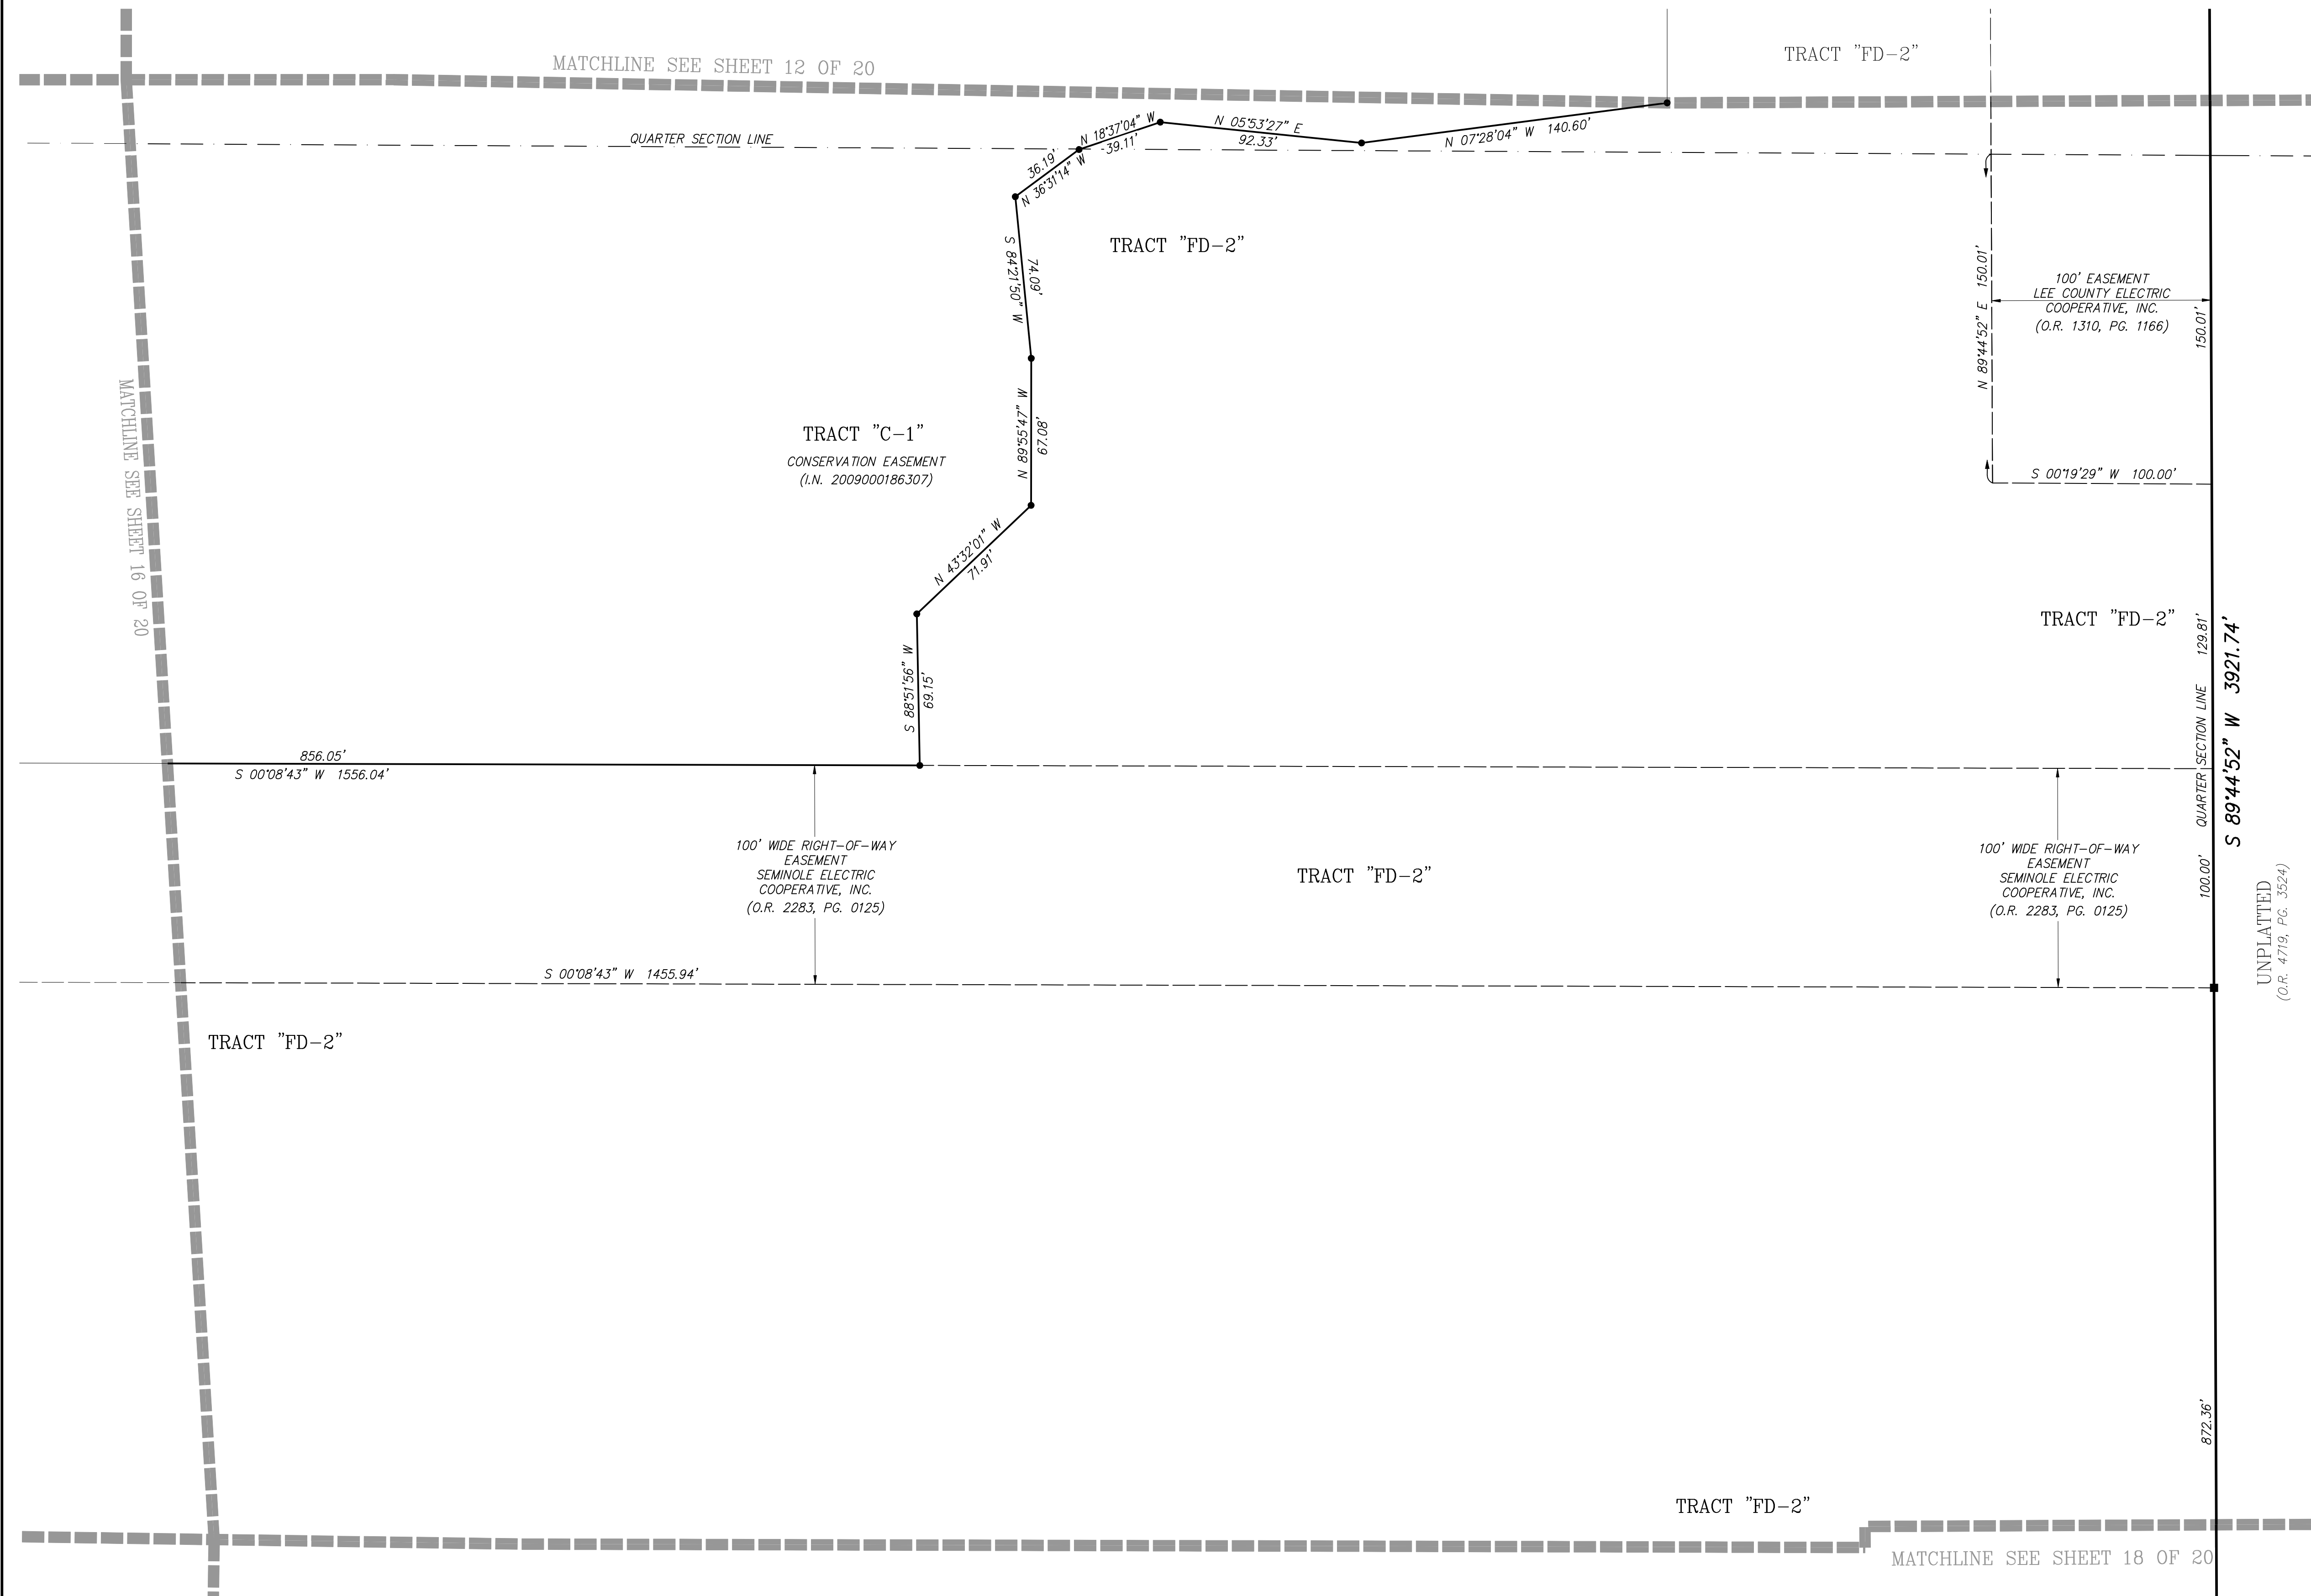 TRACT "FD-2"
MATCHLINE SEE SHEET 12 OF 20
QUARTER SECTION LINE
36.19'
N 36°31'14" W
N 18°37'04" W
39.11'
N 05°53'27" E
92.33'
N 07°28'04" W 140.60'
TRACT "FD-2"
S 84°21'50" W
74.09'
N 89°44'52" E 150.01'
100' EASEMENT
LEE COUNTY ELECTRIC
COOPERATIVE, INC.
(O.R. 1310, PG. 1166)
150.01'
MATCHLINE SEE SHEET 16 OF 20
TRACT "C-1"
CONSERVATION EASEMENT
(I.N. 2009000186307)
N 89°55'47" W
67.08'
S 00°19'29" W 100.00'
N 43°32'01" W
71.91'
TRACT "FD-2"
129.81'
QUARTER SECTION LINE
S 89°44'52" W 3921.74'
S 88°51'56" W
69.15'
856.05'
S 00°08'43" W 1556.04'
100' WIDE RIGHT-OF-WAY
EASEMENT
SEMINOLE ELECTRIC
COOPERATIVE, INC.
(O.R. 2283, PG. 0125)
TRACT "FD-2"
100' WIDE RIGHT-OF-WAY
EASEMENT
SEMINOLE ELECTRIC
COOPERATIVE, INC.
(O.R. 2283, PG. 0125)
100.00'
UNPLATTED
(O.R. 4719, PG. 3524)
S 00°08'43" W 1455.94'
TRACT "FD-2"
872.36'
TRACT "FD-2"
MATCHLINE SEE SHEET 18 OF 20